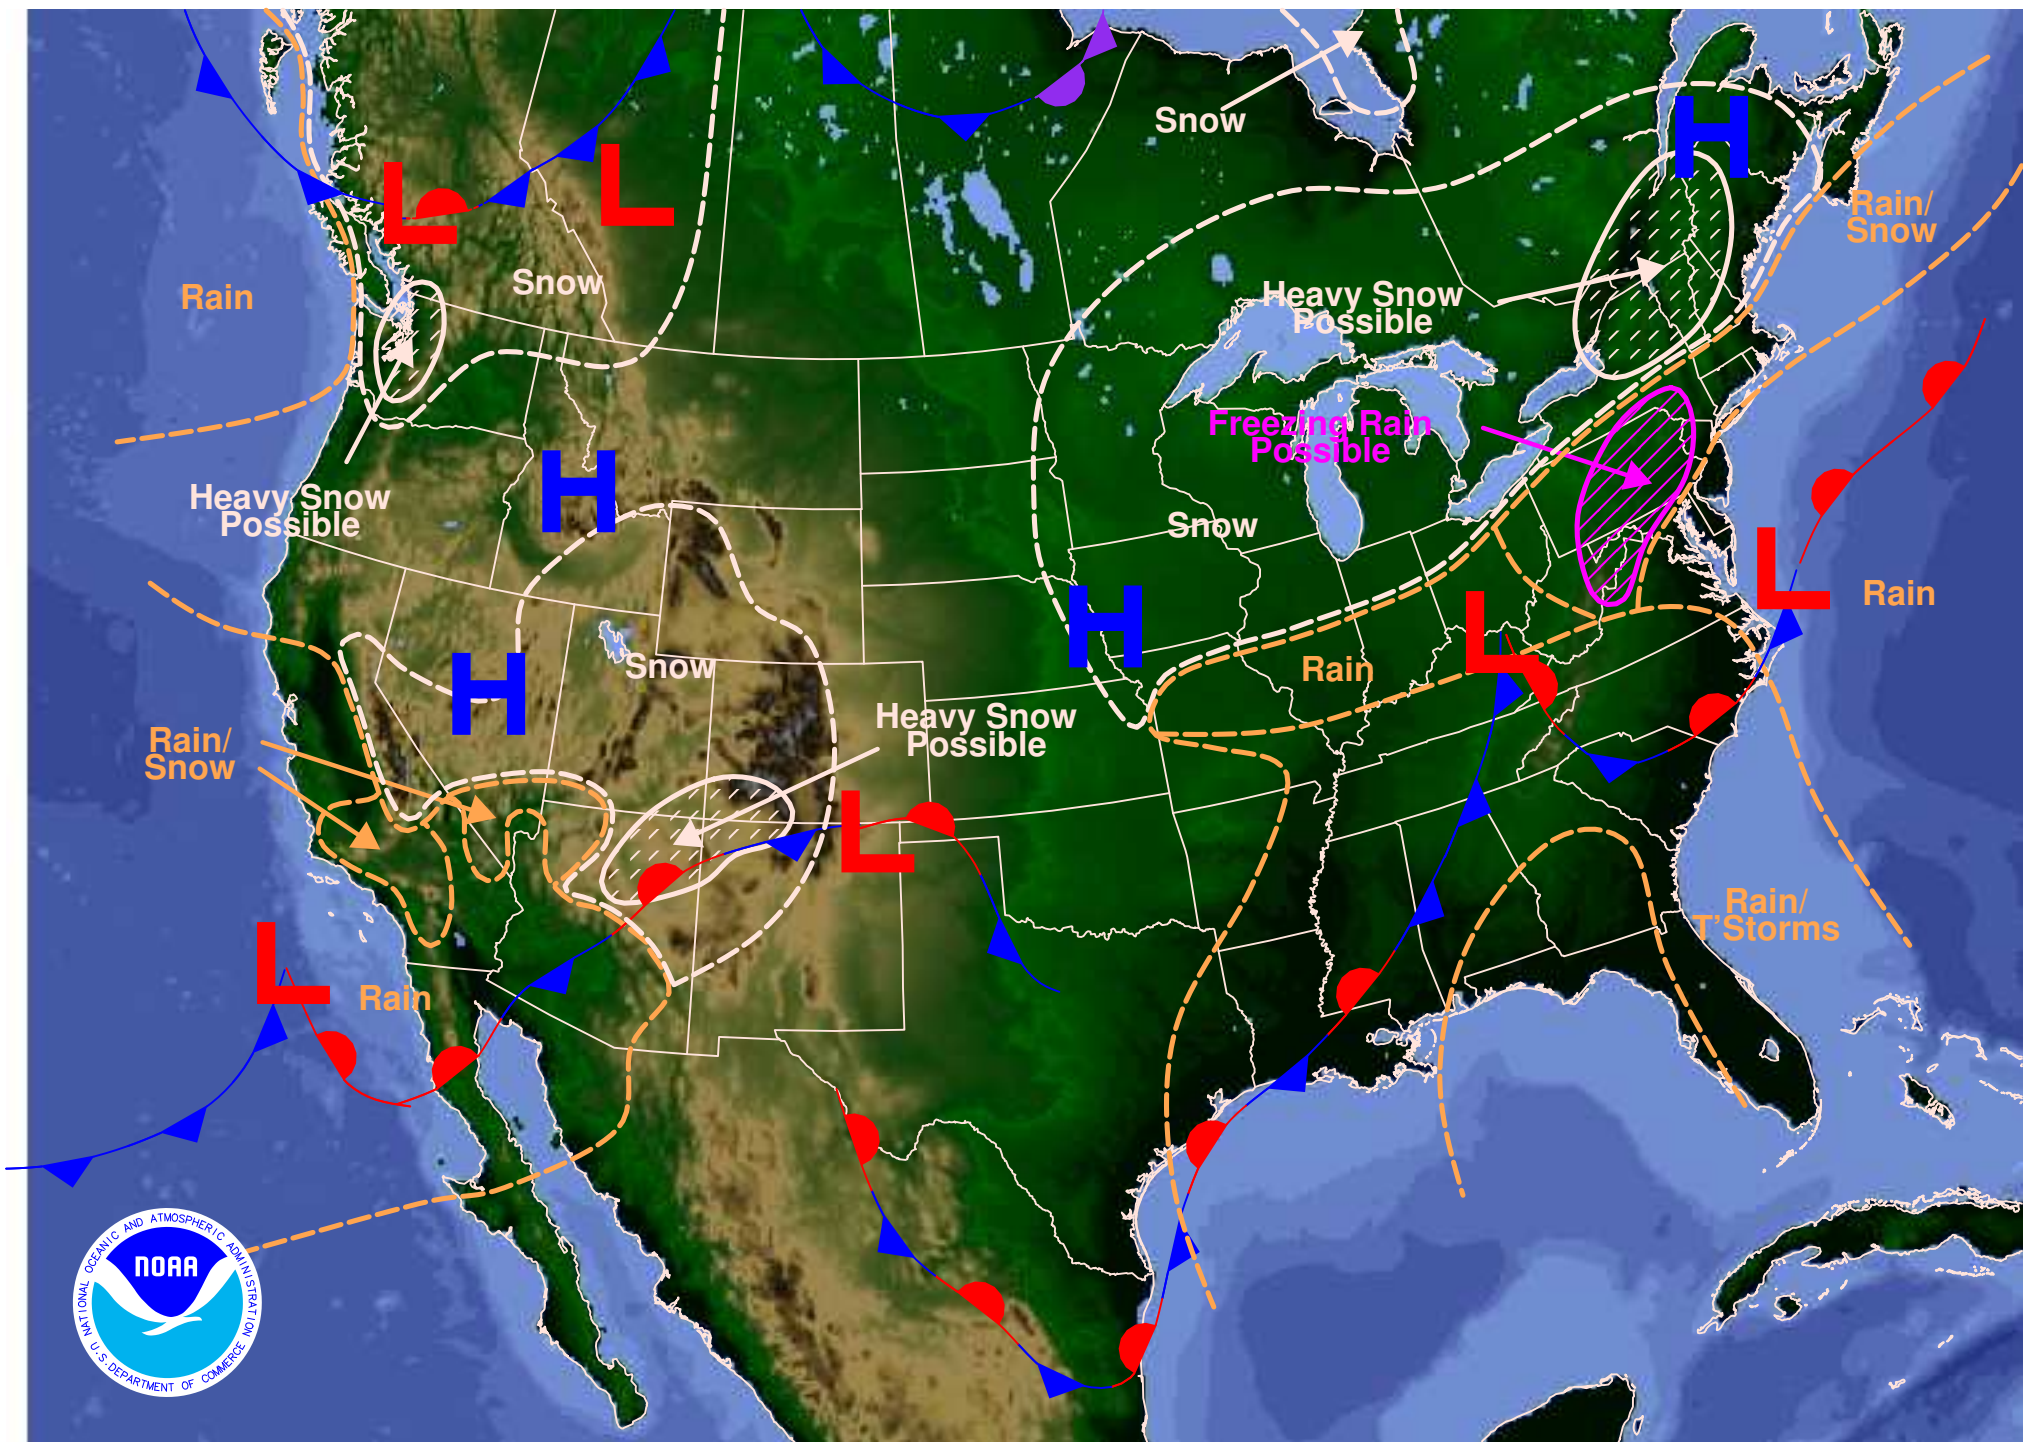 Snow
Rain/
Snow
Rain
Snow
Heavy Snow
Possible
Freezing Rain
Possible
Heavy Snow
Possible
Snow
Rain
Snow
Rain
Heavy Snow
Possible
Rain/
Snow
Rain/
T'Storms
Rain
H
L
L
H
L
H
L
H
L
L
NATIONAL OCEANIC AND ATMOSPHERIC ADMINISTRATION
NOAA
U.S. DEPARTMENT OF COMMERCE